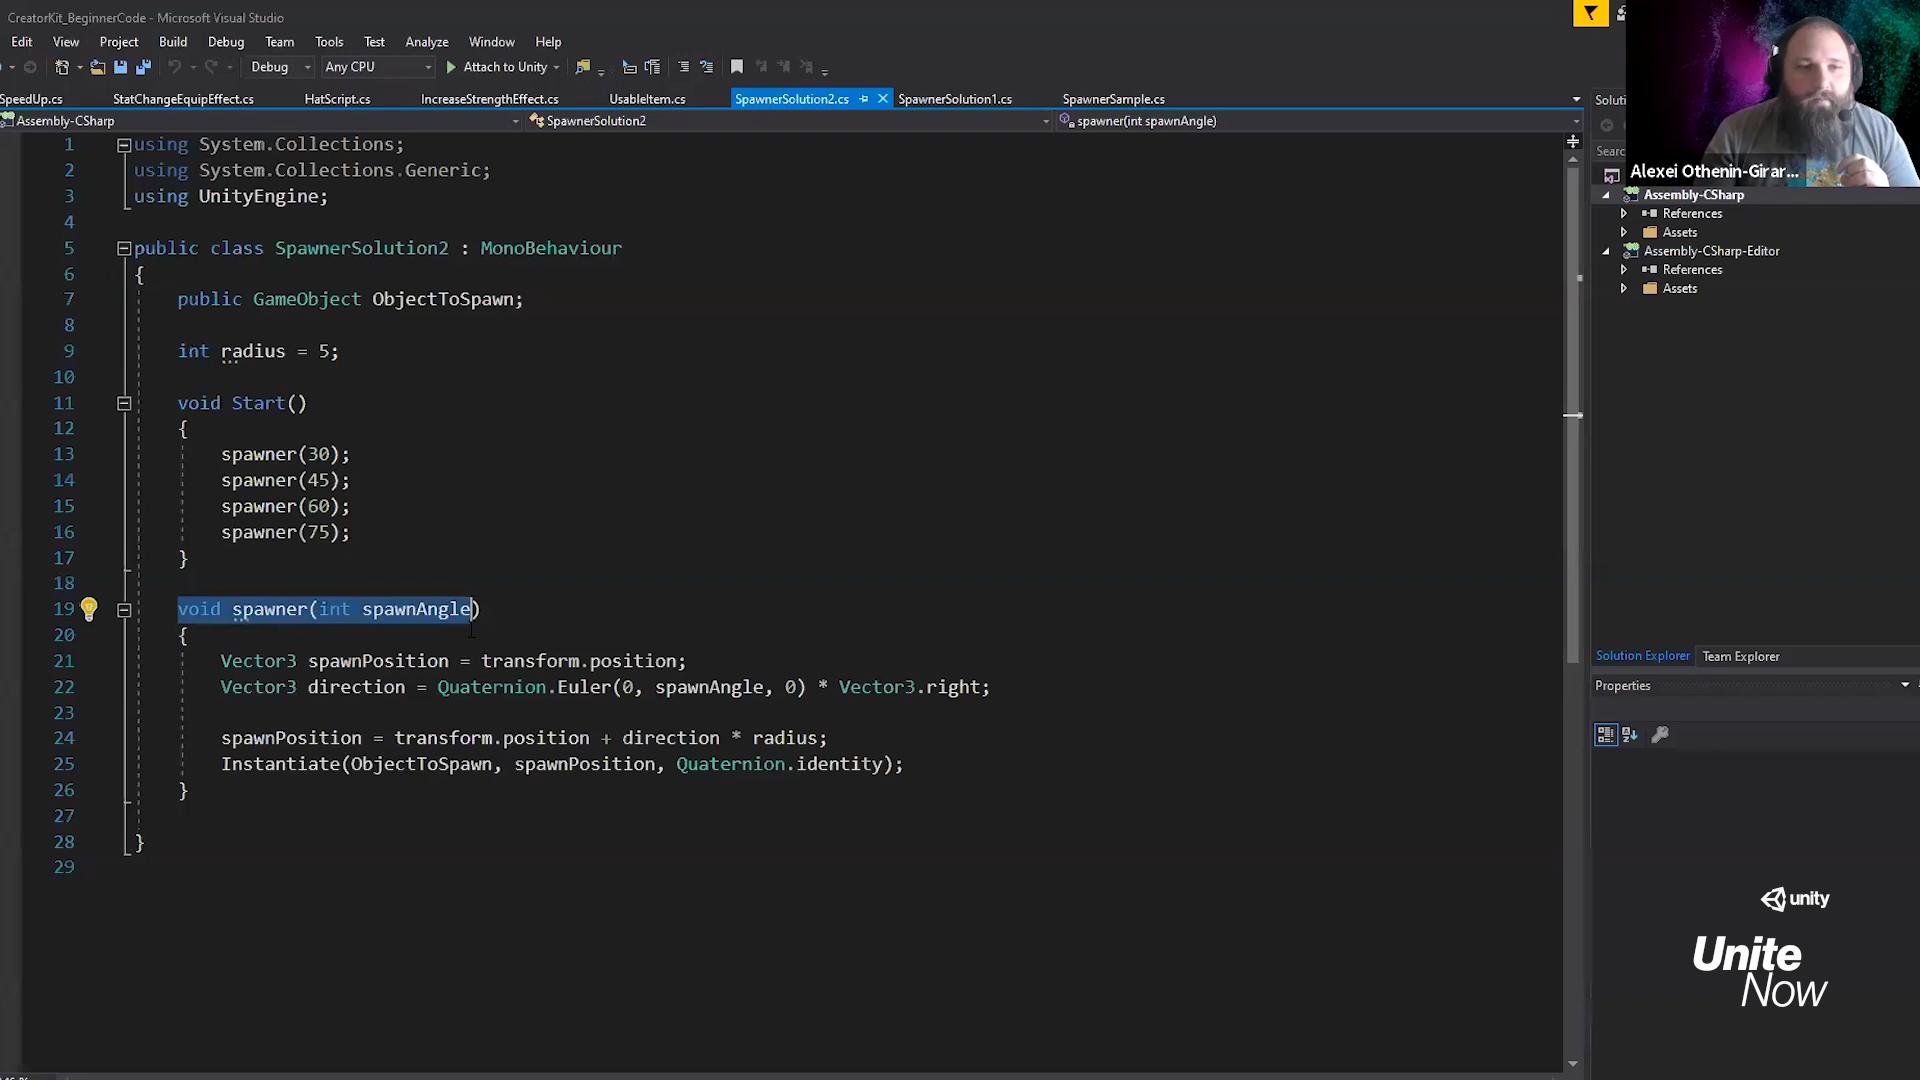 CreatorKit_BeginnerCode - Microsoft Visual Studio
Edit View Project Build Debug Team Tools Test Analyze Window Help
Debug Any CPU Attach to Unity
SpeedUp.cs StatChangeEquipEffect.cs HatScript.cs IncreaseStrengthEffect.cs UsableItem.cs SpawnerSolution2.cs SpawnerSolution1.cs SpawnerSample.cs
Assembly-CSharp SpawnerSolution2 spawner(int spawnAngle)
1 using System.Collections;
2 using System.Collections.Generic;
3 using UnityEngine;
4
5 public class SpawnerSolution2 : MonoBehaviour
6 {
7 public GameObject ObjectToSpawn;
8
9 int radius = 5;
10
11 void Start()
12 {
13 spawner(30);
14 spawner(45);
15 spawner(60);
16 spawner(75);
17 }
18
19 void spawner(int spawnAngle)
20 {
21 Vector3 spawnPosition = transform.position;
22 Vector3 direction = Quaternion.Euler(0, spawnAngle, 0) * Vector3.right;
23
24 spawnPosition = transform.position + direction * radius;
25 Instantiate(ObjectToSpawn, spawnPosition, Quaternion.identity);
26 }
27
28 }
29
Soluti
Searc
Alexei Othenin-Girar...
Assembly-CSharp
References
Assets
Assembly-CSharp-Editor
References
Assets
Solution Explorer Team Explorer
Properties
unity
Unite
Now